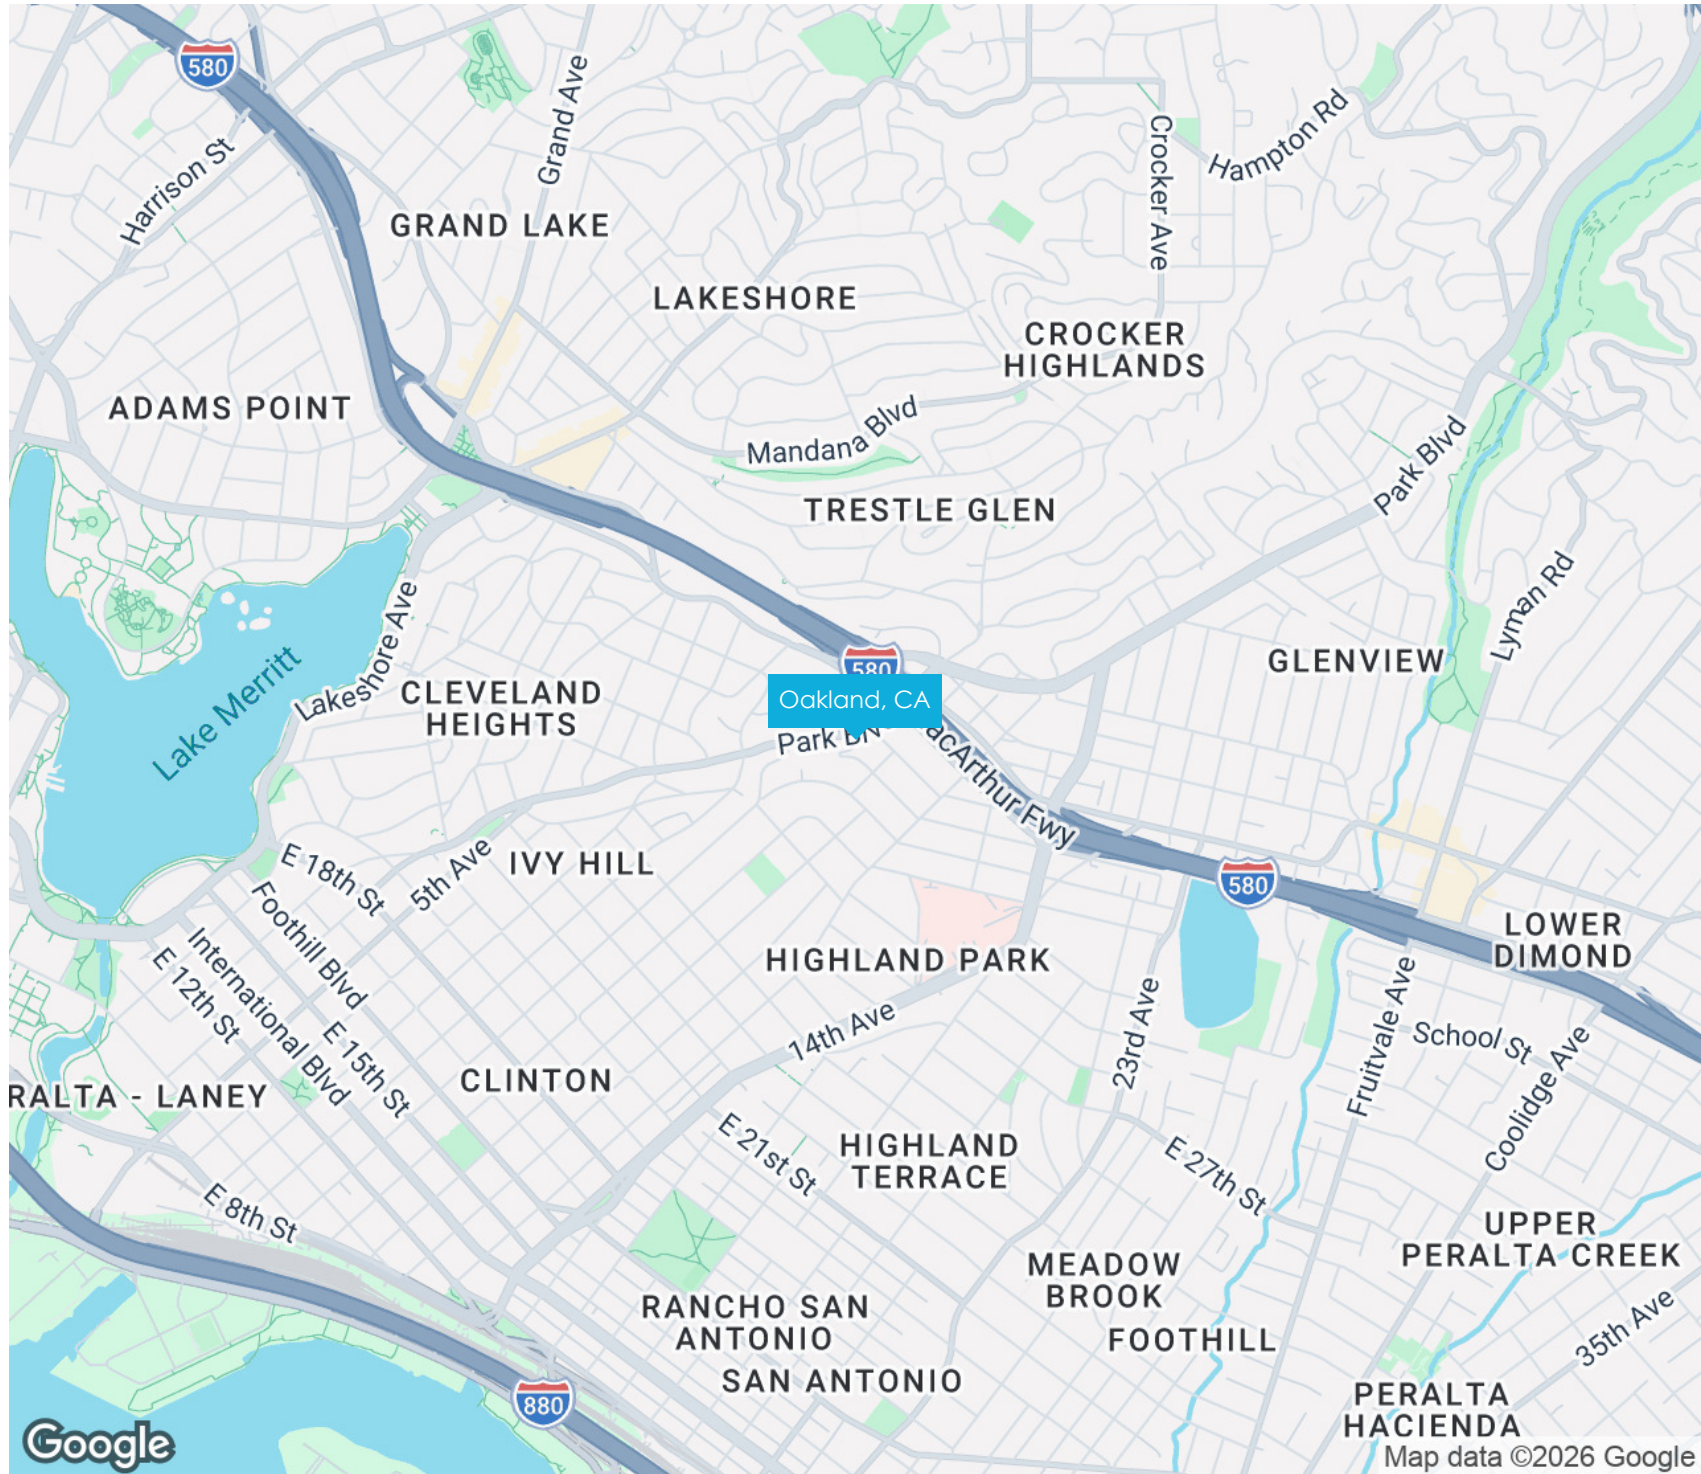 580
Grand Ave
Harrison St
Crocker Ave
Hampton Rd
GRAND LAKE
LAKESHORE
CROCKER
HIGHLANDS
ADAMS POINT
Mandana Blvd
Park Blvd
TRESTLE GLEN
Lyman Rd
Lakeshore Ave
Lake Merritt
580
GLENVIEW
CLEVELAND
HEIGHTS
Oakland, CA
Park
acArthur Fwy
E 18th St
5th Ave
IVY HILL
580
Foothill Blvd
LOWER
DIMOND
International Blvd
E 12th St
HIGHLAND PARK
14th Ave
23rd Ave
Fruitvale Ave
School St
Coolidge Ave
E 15th St
CLINTON
RALTA - LANEY
E 21st St
HIGHLAND
TERRACE
E 27th St
E 8th St
UPPER
PERALTA CREEK
MEADOW
BROOK
RANCHO SAN
ANTONIO
FOOTHILL
35th Ave
SAN ANTONIO
880
PERALTA
HACIENDA
Google
Map data ©2026 Google